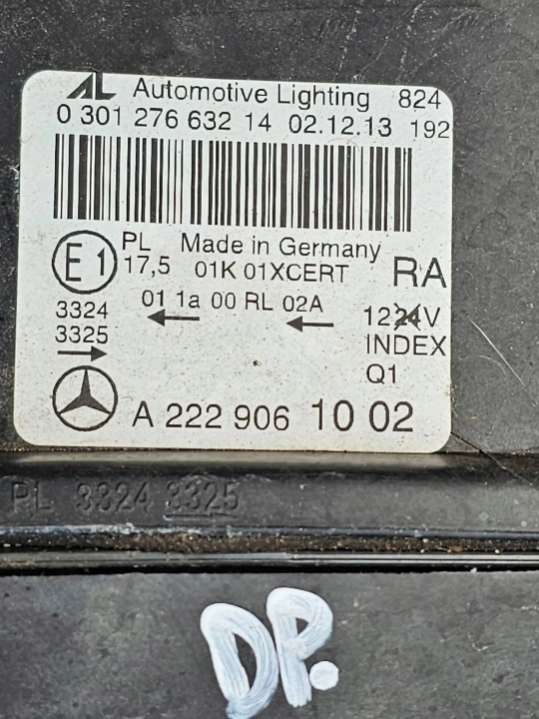 AL Automotive Lighting 824
0 301 276 632 14 02.12.13 192
E1 PL 17,5 Made in Germany
01K 01XCERT RA
01 1a 00 RL 02A
3324
3325
1224V
INDEX
Q1
A 222 906 10 02
PL 3324 3325
DP.